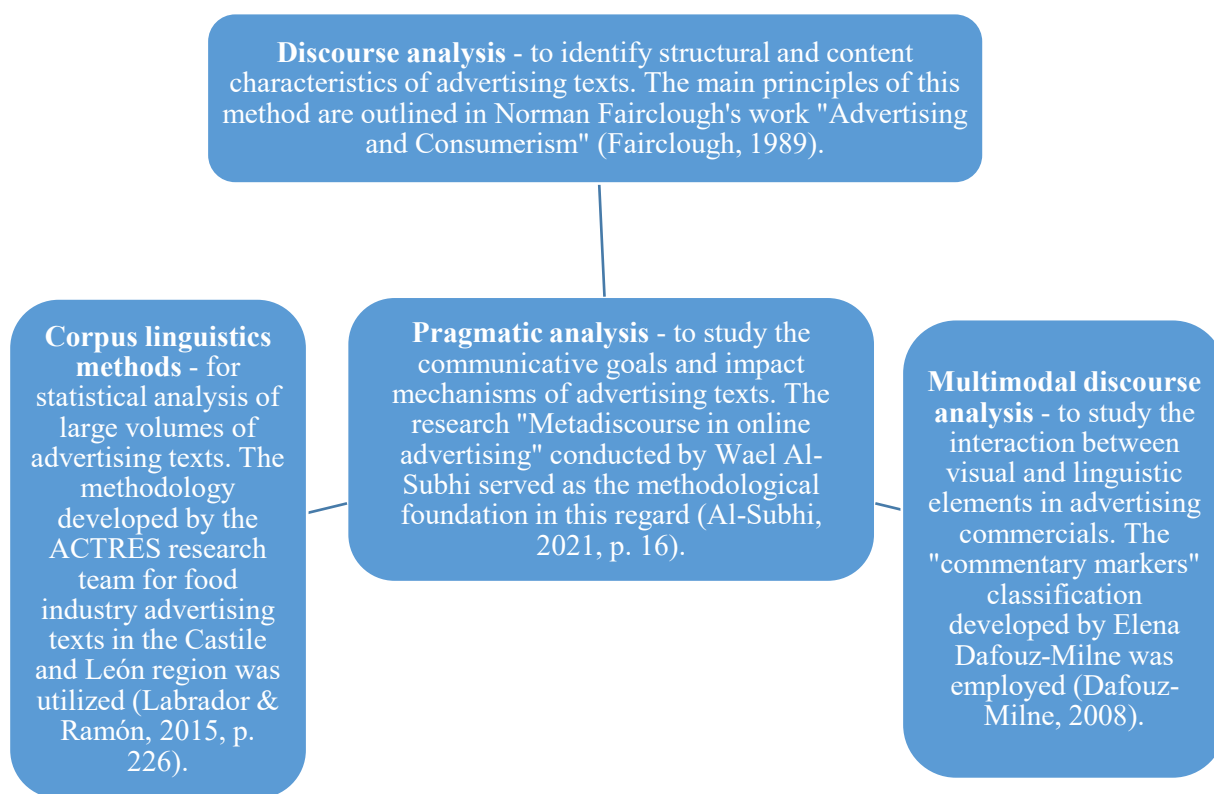 Discourse analysis - to identify structural and content
characteristics of advertising texts. The main principles of this
method are outlined in Norman Fairclough's work "Advertising
and Consumerism" (Fairclough, 1989).
Corpus linguistics
methods - for
statistical analysis of
large volumes of
advertising texts. The
methodology
developed by the
ACTRES research
team for food
industry advertising
texts in the Castile
and León region was
utilized (Labrador &
Ramón, 2015, p.
226).
Pragmatic analysis - to study the
communicative goals and impact
mechanisms of advertising texts. The
research "Metadiscourse in online
advertising" conducted by Wael Al-
Subhi served as the methodological
foundation in this regard (Al-Subhi,
2021, p. 16).
Multimodal discourse
analysis - to study the
interaction between
visual and linguistic
elements in advertising
commercials. The
"commentary markers"
classification
developed by Elena
Dafouz-Milne was
employed (Dafouz-
Milne, 2008).